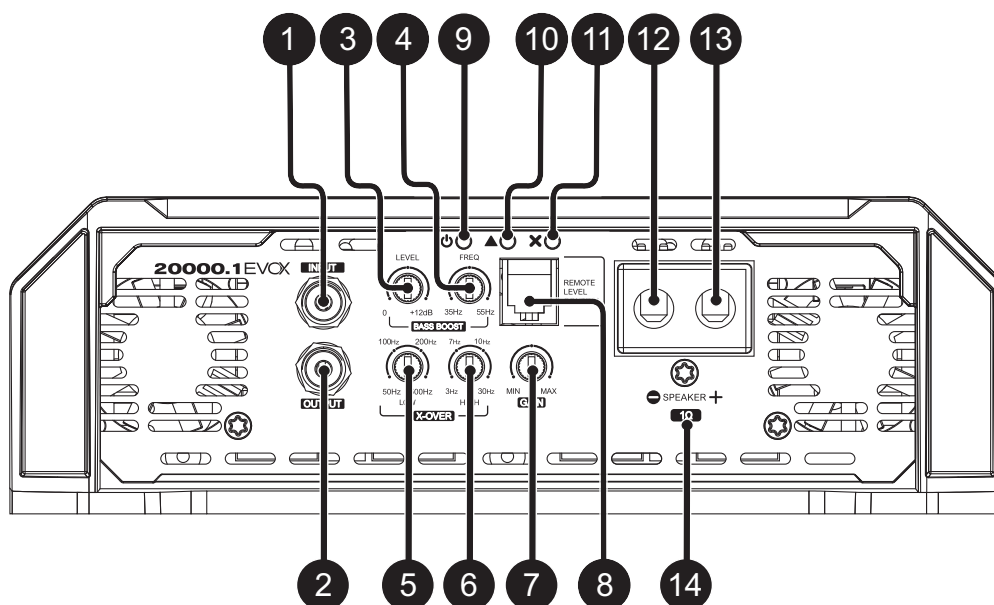 1 3 4 9 10 11 12 13
20000.1 EVOX
INPUT
LEVEL FREQ
0 +12dB 35Hz 55Hz
BASS BOOST
REMOTE
LEVEL
OUTPUT
100Hz 200Hz 7Hz 10Hz
50Hz 3Hz 30Hz
X-OVER
MIN MAX
SPEAKER +
1Ω
2 5 6 7 8 14